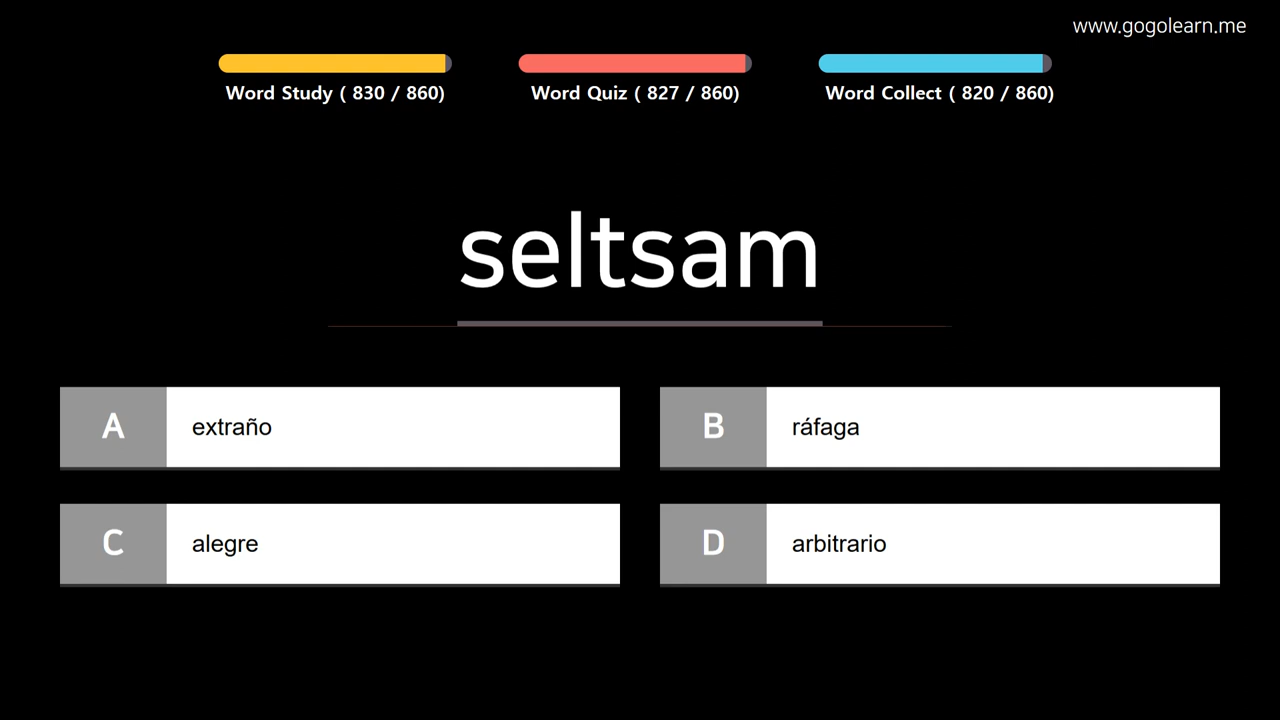 www.gogolearn.me
Word Study ( 830 / 860)
Word Quiz ( 827 / 860)
Word Collect ( 820 / 860)
seltsam
A extraño
B ráfaga
C alegre
D arbitrario